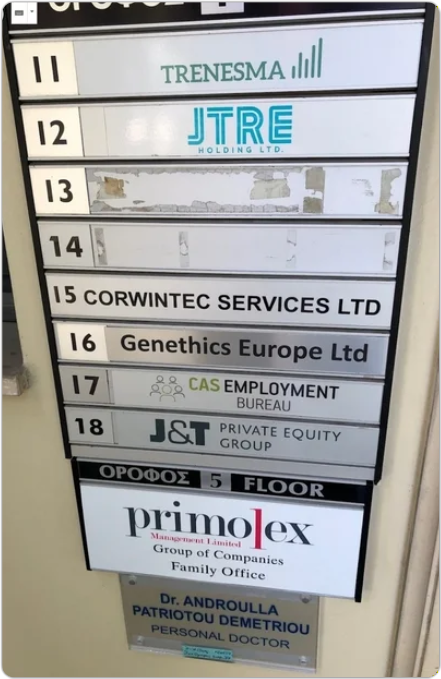 11 TRENESMA
12 JTRE
HOLDING LTD.
13
14
15 CORWINTEC SERVICES LTD
16 Genethics Europe Ltd
17 CAS EMPLOYMENT
BUREAU
18 J&T PRIVATE EQUITY
GROUP
ΟΡΟΦΟΣ 5 FLOOR
primolex
Management Limited
Group of Companies
Family Office
Dr. ANDROULLA
PATRIOTOU DEMETRIOU
PERSONAL DOCTOR